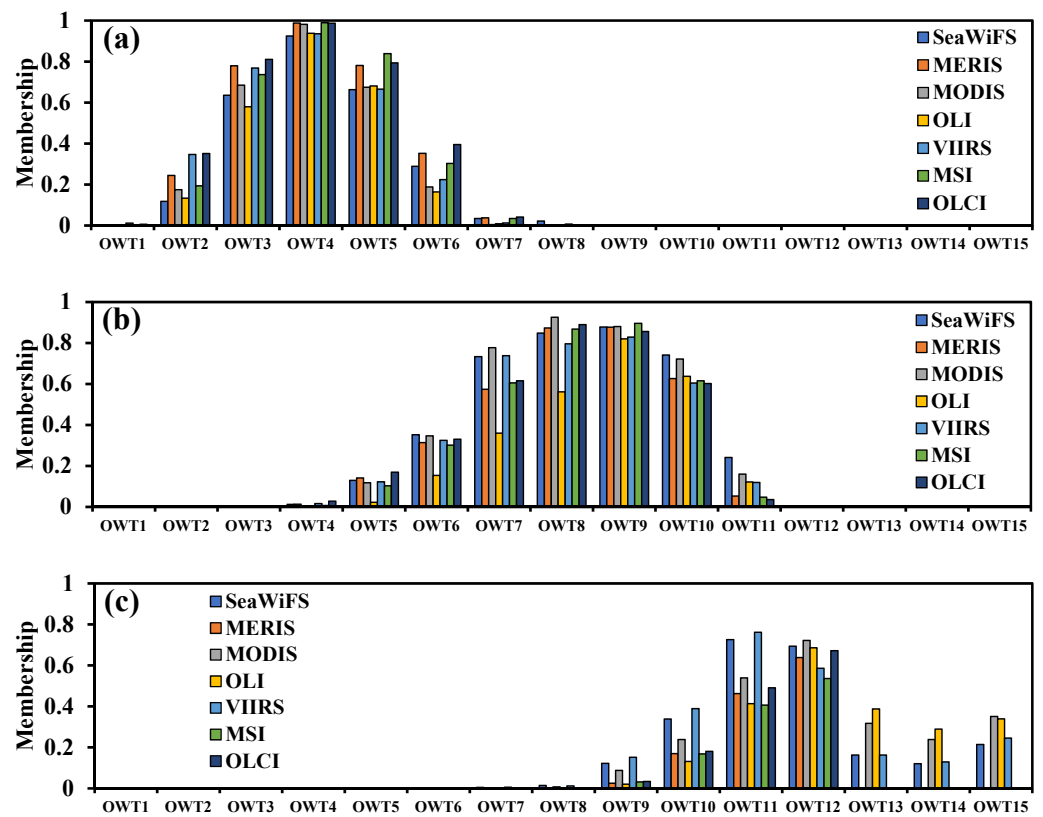 (a)
Membership
1
0.8
0.6
0.4
0.2
0
SeaWiFS
MERIS
MODIS
OLI
VIIRS
MSI
OLCI
OWT1 OWT2 OWT3 OWT4 OWT5 OWT6 OWT7 OWT8 OWT9 OWT10 OWT11 OWT12 OWT13 OWT14 OWT15
(b)
Membership
1
0.8
0.6
0.4
0.2
0
SeaWiFS
MERIS
MODIS
OLI
VIIRS
MSI
OLCI
OWT1 OWT2 OWT3 OWT4 OWT5 OWT6 OWT7 OWT8 OWT9 OWT10 OWT11 OWT12 OWT13 OWT14 OWT15
(c)
Membership
1
0.8
0.6
0.4
0.2
0
SeaWiFS
MERIS
MODIS
OLI
VIIRS
MSI
OLCI
OWT1 OWT2 OWT3 OWT4 OWT5 OWT6 OWT7 OWT8 OWT9 OWT10 OWT11 OWT12 OWT13 OWT14 OWT15